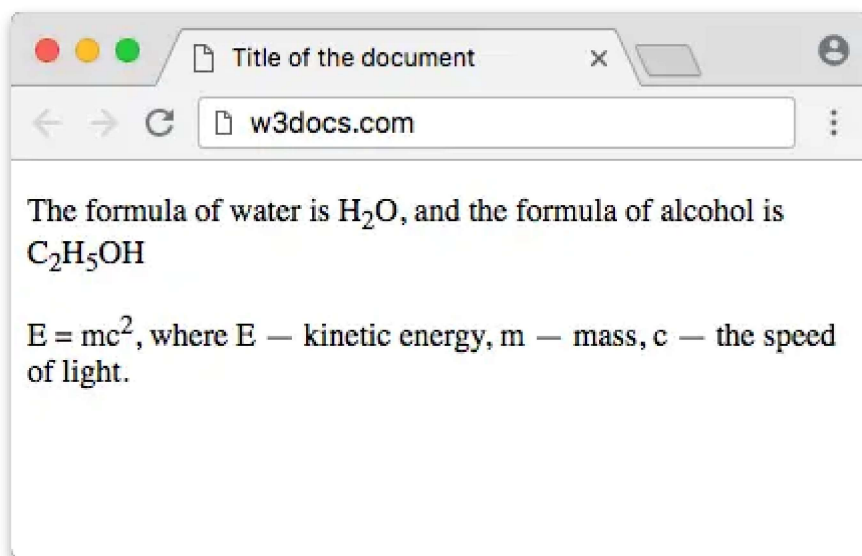 Title of the document
w3docs.com
The formula of water is H₂O, and the formula of alcohol is
C₂H₅OH
E = mc², where E — kinetic energy, m — mass, c — the speed
of light.